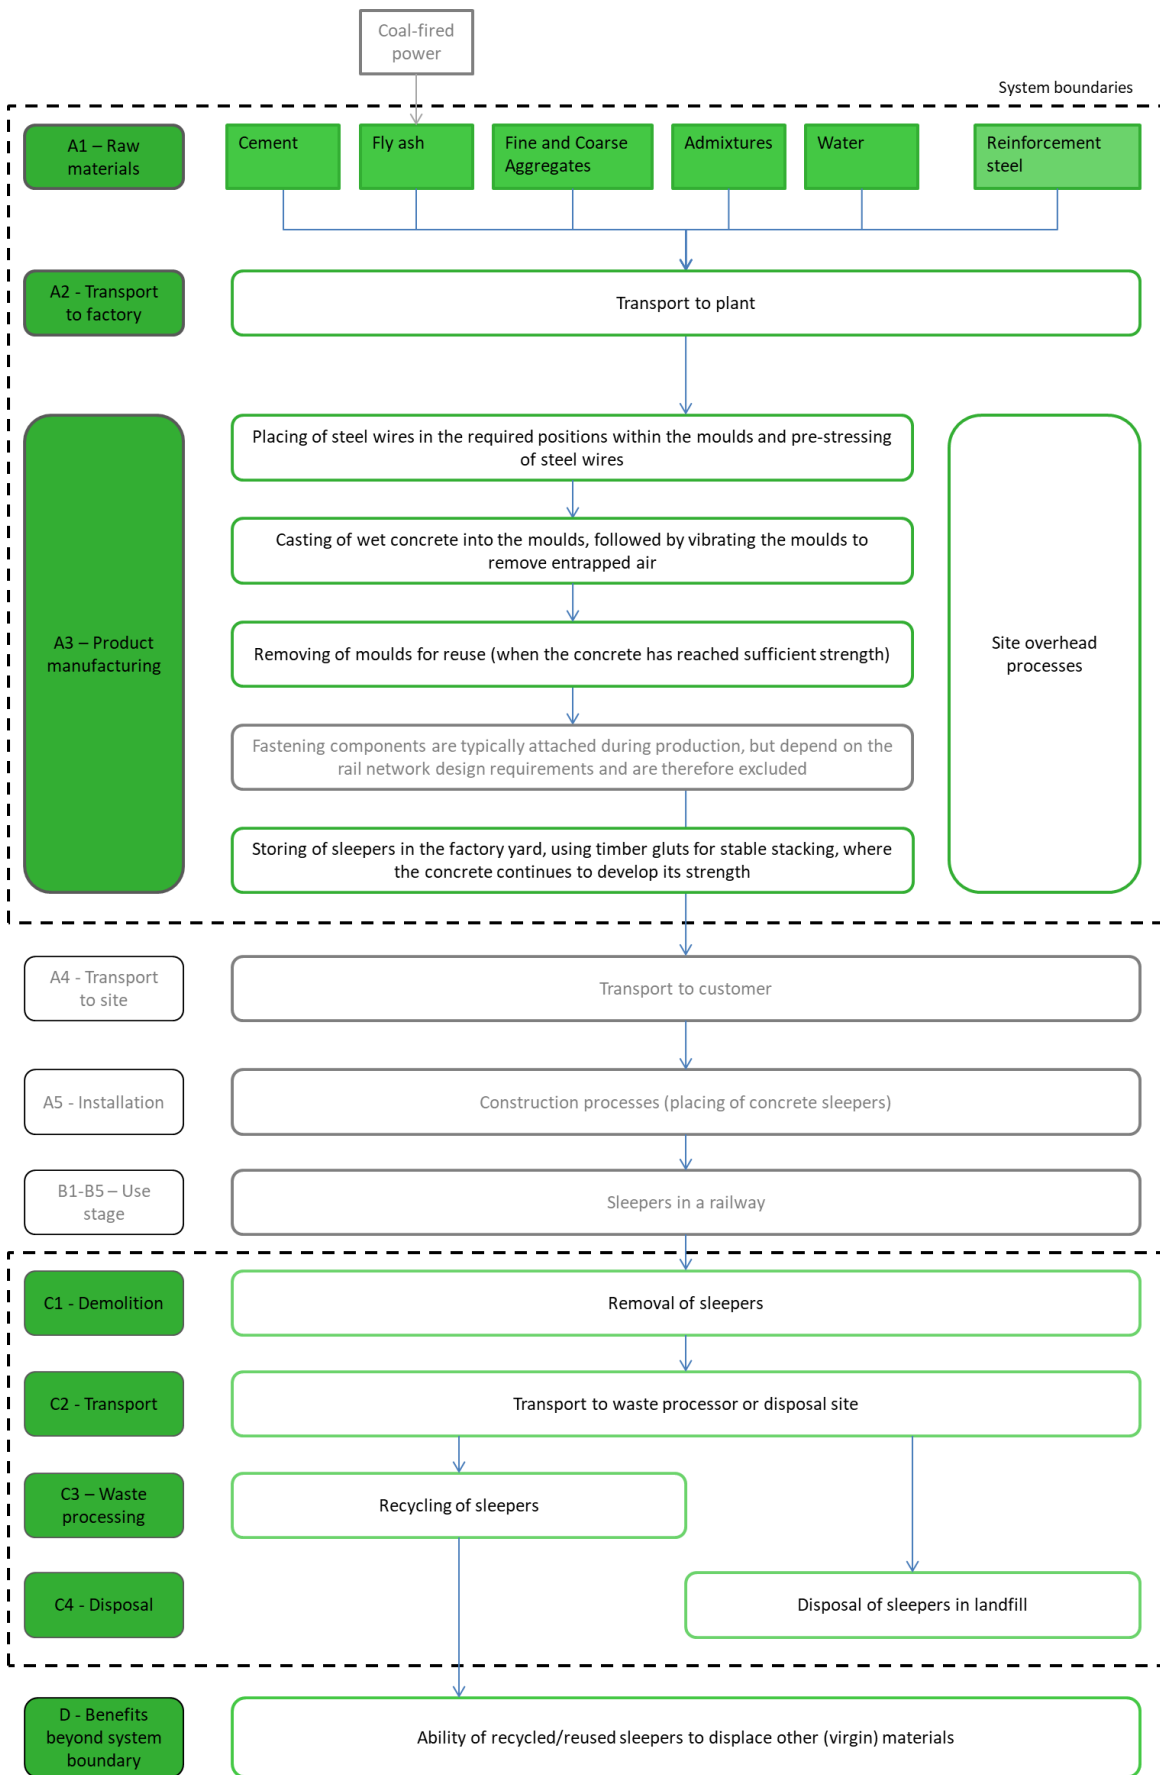 Coal-fired
power
System boundaries
A1 – Raw
materials
Cement
Fly ash
Fine and Coarse
Aggregates
Admixtures
Water
Reinforcement
steel
A2 - Transport
to factory
Transport to plant
A3 – Product
manufacturing
Placing of steel wires in the required positions within the moulds and pre-stressing
of steel wires
Casting of wet concrete into the moulds, followed by vibrating the moulds to
remove entrapped air
Removing of moulds for reuse (when the concrete has reached sufficient strength)
Fastening components are typically attached during production, but depend on the
rail network design requirements and are therefore excluded
Storing of sleepers in the factory yard, using timber gluts for stable stacking, where
the concrete continues to develop its strength
Site overhead
processes
A4 - Transport
to site
Transport to customer
A5 - Installation
Construction processes (placing of concrete sleepers)
B1-B5 – Use
stage
Sleepers in a railway
C1 - Demolition
Removal of sleepers
C2 - Transport
Transport to waste processor or disposal site
C3 – Waste
processing
Recycling of sleepers
C4 - Disposal
Disposal of sleepers in landfill
D - Benefits
beyond system
boundary
Ability of recycled/reused sleepers to displace other (virgin) materials